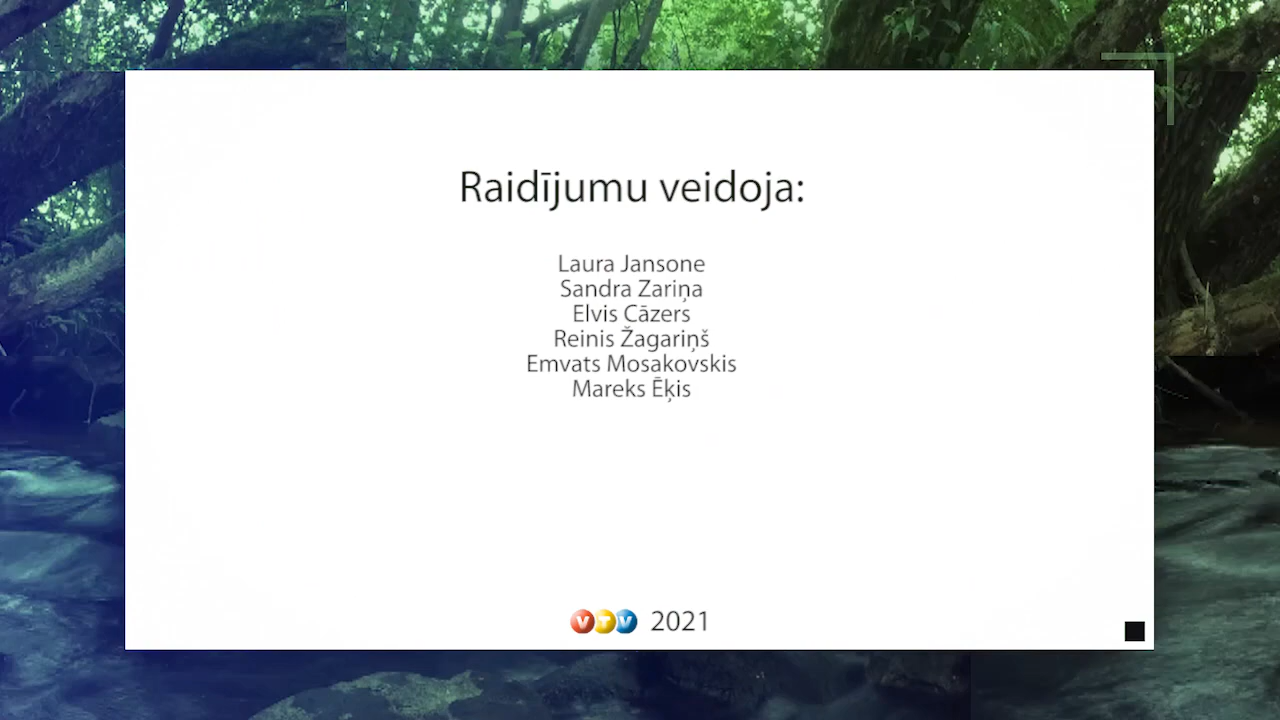 Raidījumu veidoja:
Laura Jansone
Sandra Zariņa
Elvis Cāzers
Reinis Žagariņš
Emvats Mosakovskis
Mareks Ēķis
VTV 2021